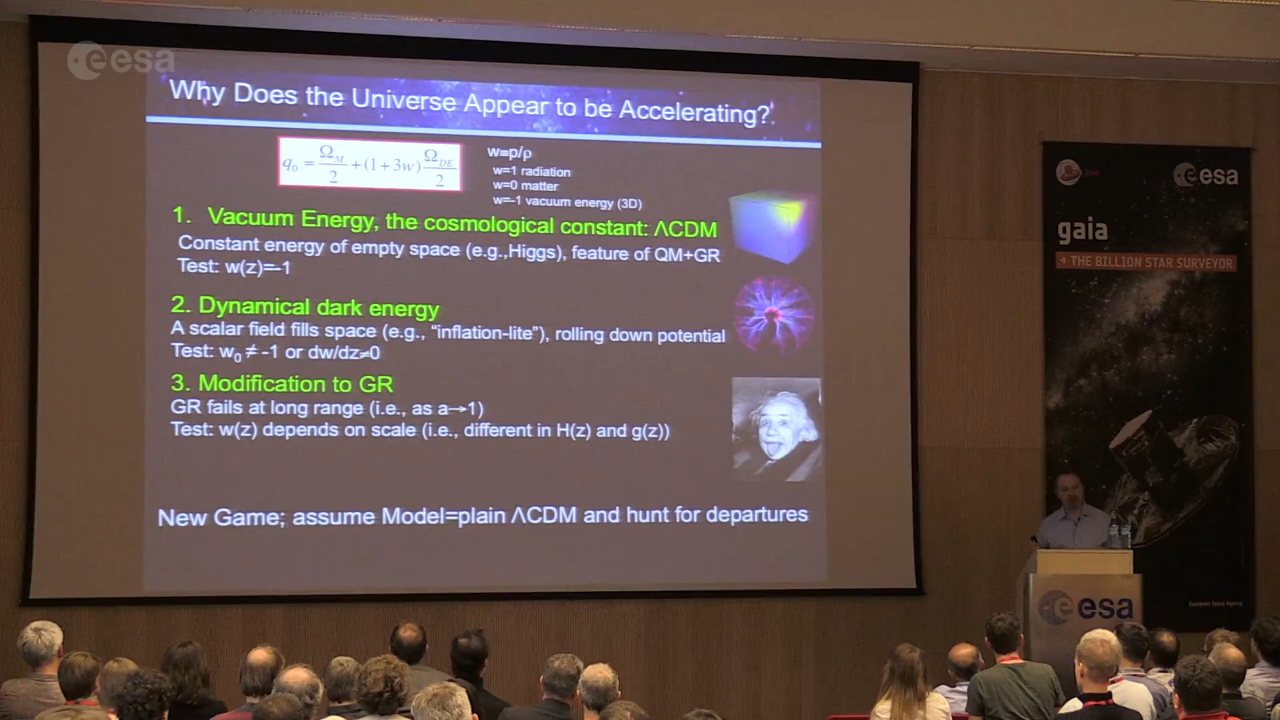 esa
Why Does the Universe Appear to be Accelerating?
q₀ = Ω_M/2 + (1+3w) Ω_DE/2
w=p/ρ
w=1 radiation
w=0 matter
w=-1 vacuum energy (3D)
1. Vacuum Energy, the cosmological constant: ΛCDM
Constant energy of empty space (e.g.,Higgs), feature of QM+GR
Test: w(z)=-1
2. Dynamical dark energy
A scalar field fills space (e.g., “inflation-lite”), rolling down potential
Test: w₀ ≠ -1 or dw/dz≠0
3. Modification to GR
GR fails at long range (i.e., as a→1)
Test: w(z) depends on scale (i.e., different in H(z) and g(z))
New Game; assume Model=plain ΛCDM and hunt for departures
esa
gaia
→ THE BILLION STAR SURVEYOR
European Space Agency
esa